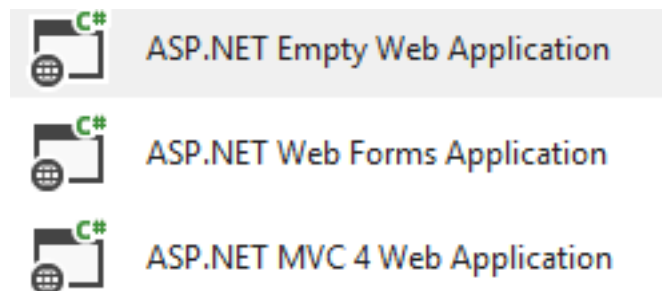 C#
ASP.NET Empty Web Application
C#
ASP.NET Web Forms Application
C#
ASP.NET MVC 4 Web Application